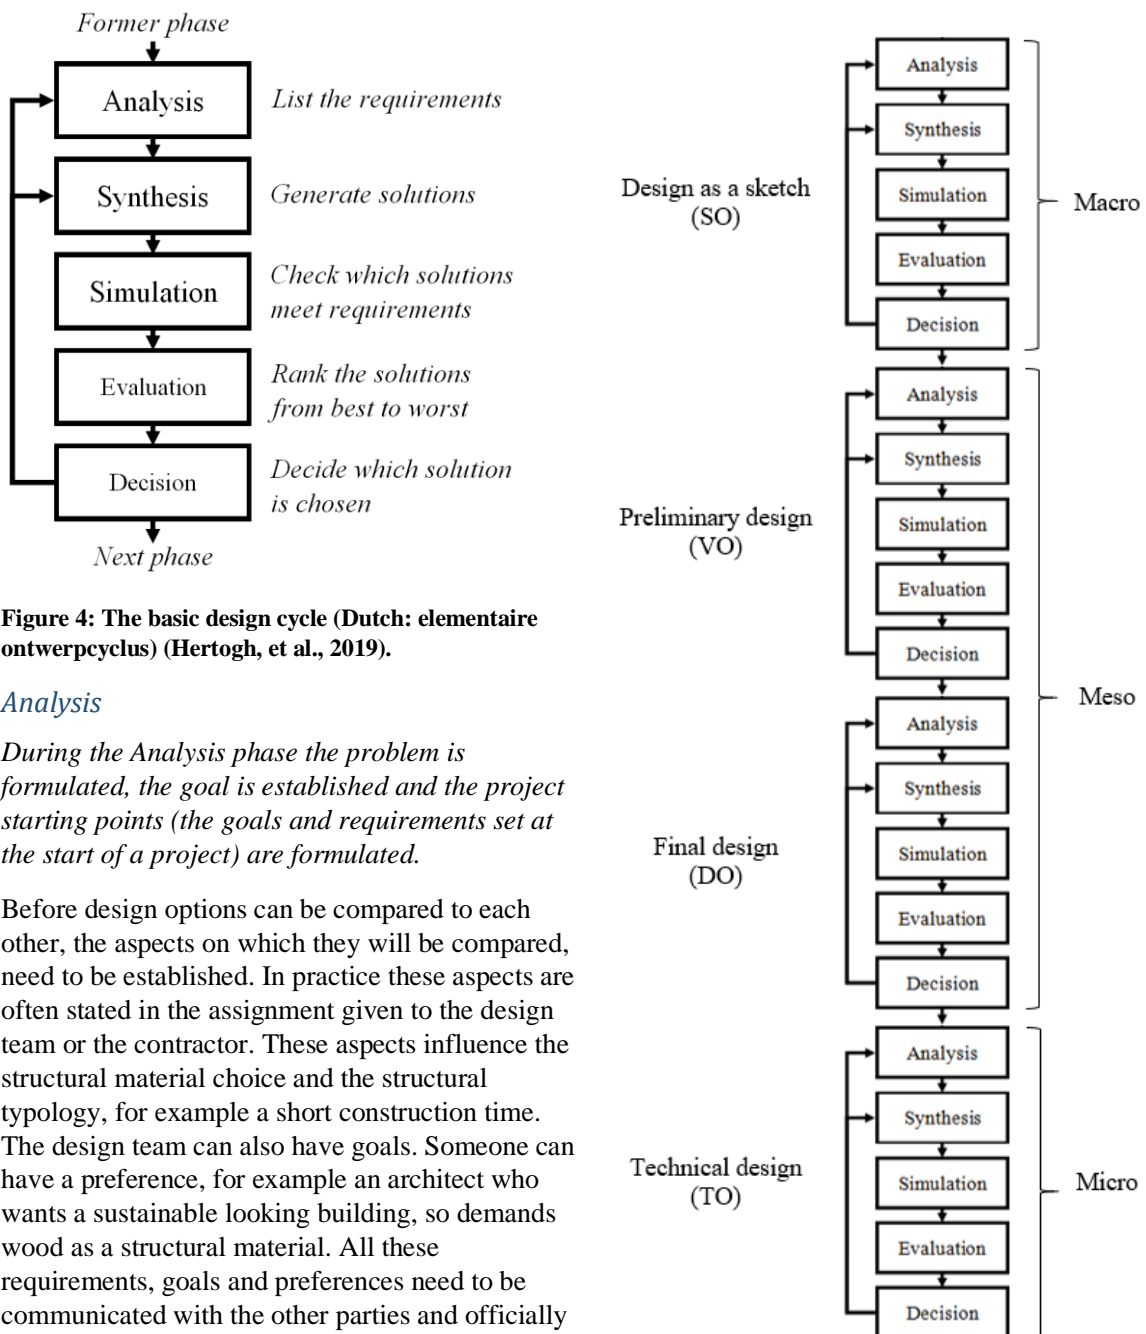 Former phase
Analysis
List the requirements
Synthesis
Generate solutions
Simulation
Check which solutions
meet requirements
Evaluation
Rank the solutions
from best to worst
Decision
Decide which solution
is chosen
Next phase
Figure 4: The basic design cycle (Dutch: elementaire
ontwerpcyclus) (Hertogh, et al., 2019).
Analysis
During the Analysis phase the problem is
formulated, the goal is established and the project
starting points (the goals and requirements set at
the start of a project) are formulated.
Before design options can be compared to each
other, the aspects on which they will be compared,
need to be established. In practice these aspects are
often stated in the assignment given to the design
team or the contractor. These aspects influence the
structural material choice and the structural
typology, for example a short construction time.
The design team can also have goals. Someone can
have a preference, for example an architect who
wants a sustainable looking building, so demands
wood as a structural material. All these
requirements, goals and preferences need to be
communicated with the other parties and officially
Design as a sketch
(SO)
Analysis
Synthesis
Simulation
Evaluation
Decision
Macro
Preliminary design
(VO)
Analysis
Synthesis
Simulation
Evaluation
Decision
Meso
Final design
(DO)
Analysis
Synthesis
Simulation
Evaluation
Decision
Technical design
(TO)
Analysis
Synthesis
Simulation
Evaluation
Decision
Micro